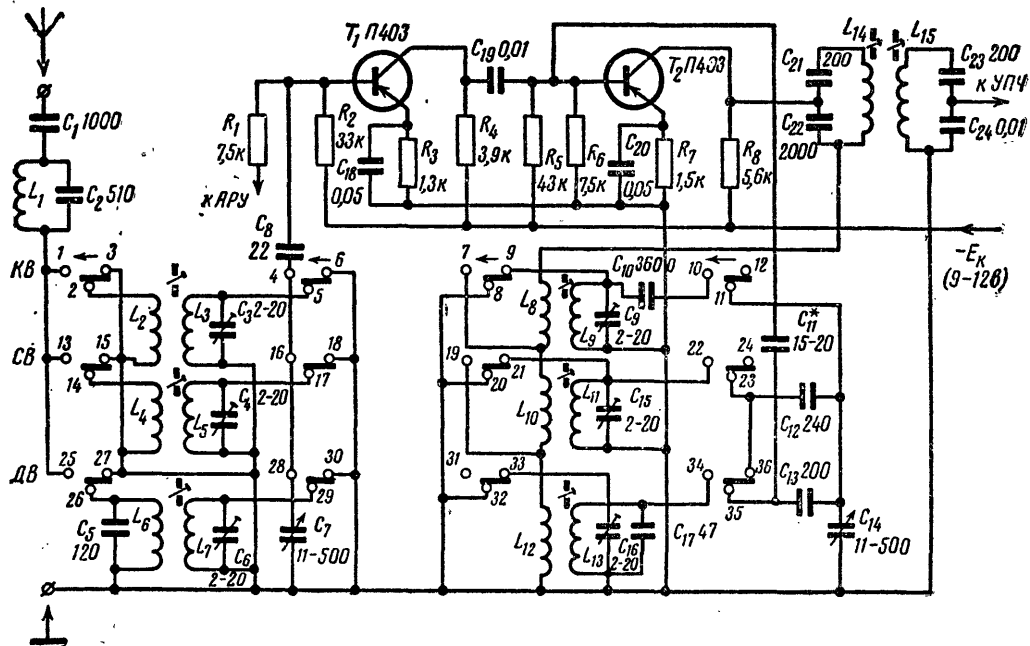 T₁ П403
C₁₉ 0,01
T₂ П403
L₁₄
L₁₅
C₂₁
200
C₂₃ 200
к УПЧ
C₂₂
2000
C₂₄ 0,01
C₁ 1000
R₁
7,5к
R₂
33к
C₁₈
0,05
R₃
1,3к
R₄
3,9к
R₅
43к
R₆
7,5к
C₂₀
0,05
R₇
1,5к
R₈
5,6к
L₁
C₂ 510
к АРУ
C₈
22
-Eк
(9-12в)
КВ
1
3
2
4
6
5
7
9
8
C₁₀ 3600
10
12
11
L₂
L₃
C₃ 2-20
L₈
C₉
2-20
L₉
C₁₁*
15-20
СВ
13
15
14
16
18
17
19
21
20
22
24
23
L₄
L₅
C₄
2-20
L₁₀
L₁₁
C₁₅
2-20
C₁₂ 240
ДВ
25
27
26
28
30
29
31
33
32
34
36
35
C₁₃ 200
C₅
120
L₆
L₇
C₆
2-20
C₇
11-500
L₁₂
L₁₃
C₁₆
2-20
C₁₇ 47
C₁₄
11-500